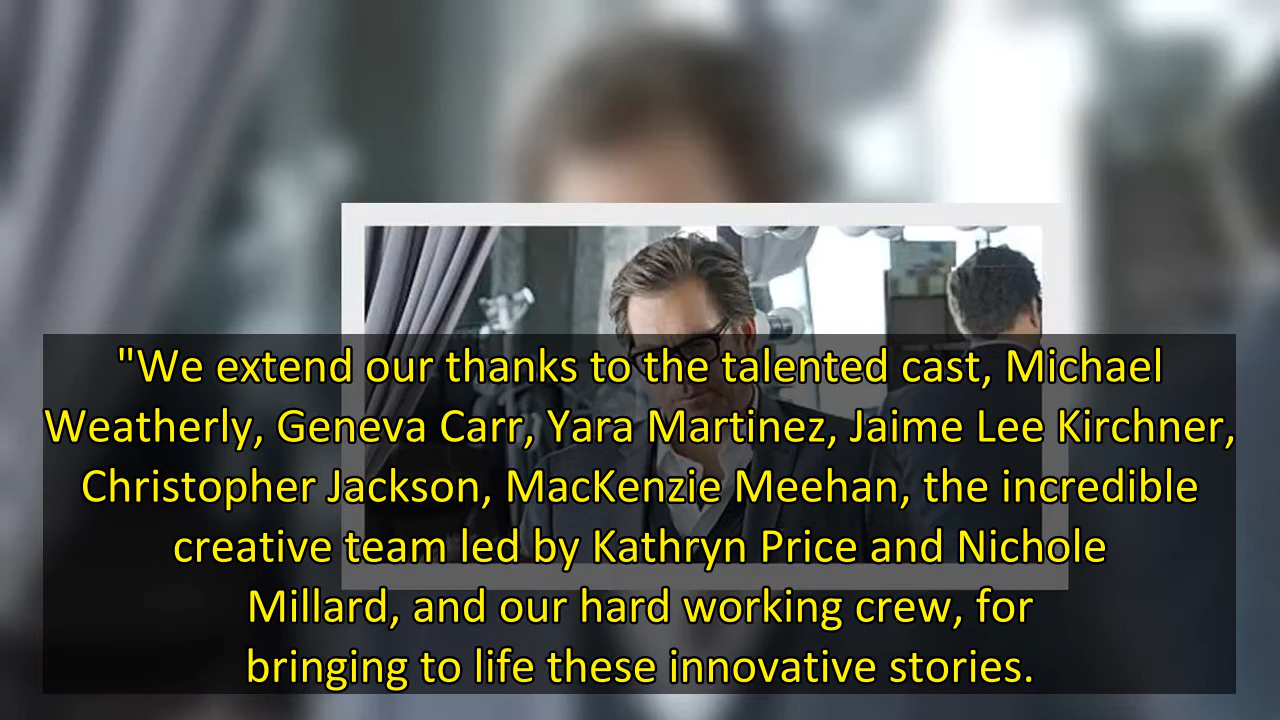 "We extend our thanks to the talented cast, Michael
Weatherly, Geneva Carr, Yara Martinez, Jaime Lee Kirchner,
Christopher Jackson, MacKenzie Meehan, the incredible
creative team led by Kathryn Price and Nichole
Millard, and our hard working crew, for
bringing to life these innovative stories.